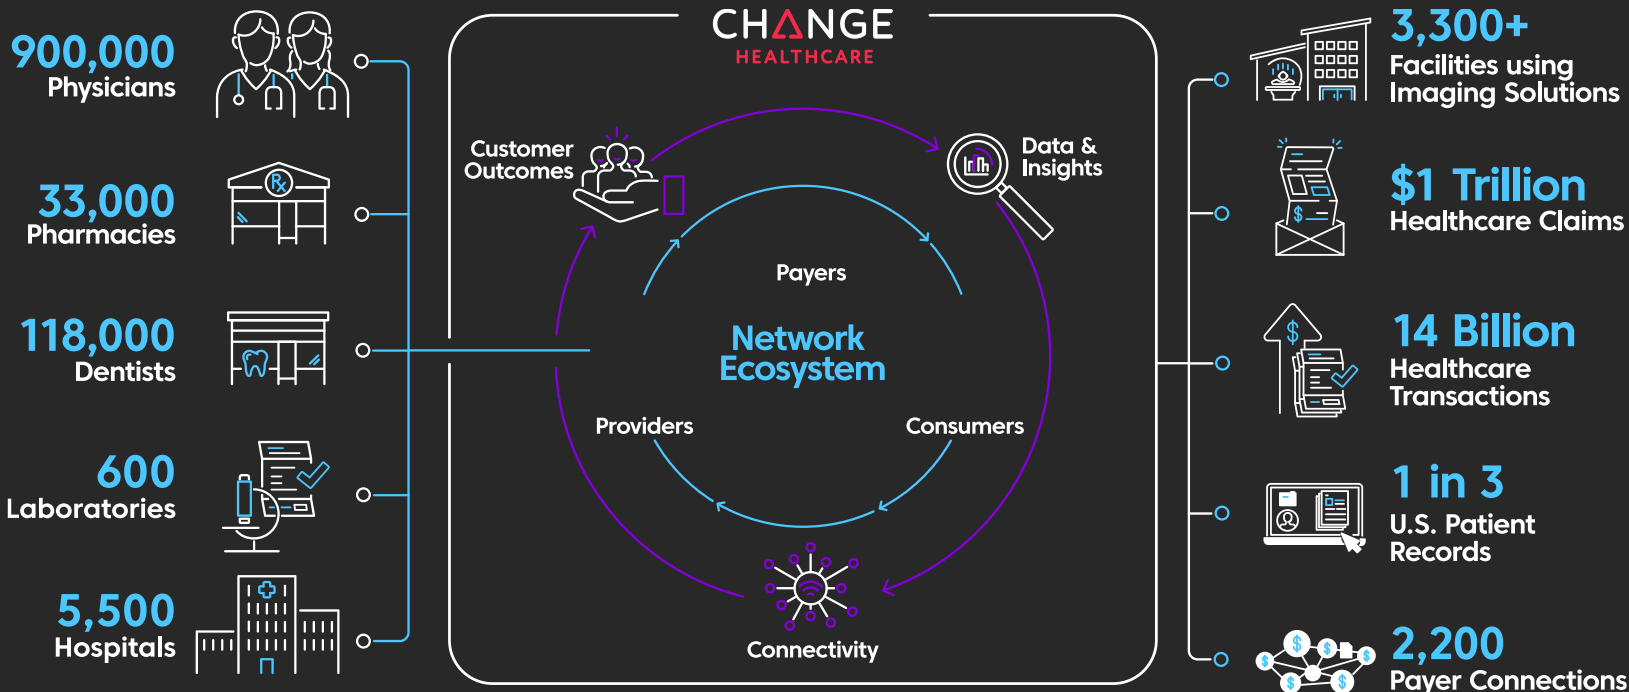 CHANGE
HEALTHCARE
900,000
Physicians
33,000
Pharmacies
Rx
118,000
Dentists
600
Laboratories
5,500
Hospitals
Customer
Outcomes
Data &
Insights
Payers
Network
Ecosystem
Providers
Consumers
Connectivity
3,300+
Facilities using
Imaging Solutions
$1 Trillion
Healthcare Claims
$
14 Billion
Healthcare
Transactions
$
1 in 3
U.S. Patient
Records
2,200
Payer Connections
$
$
$
$
$
$